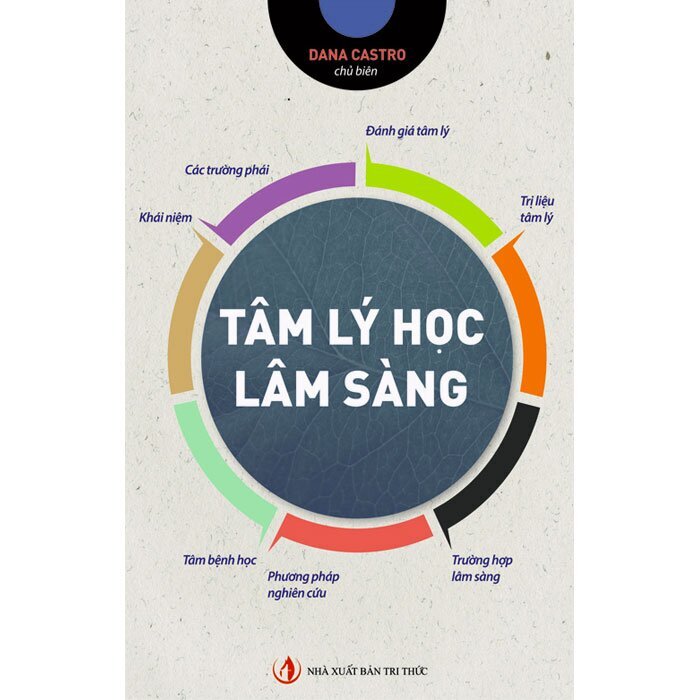 DANA CASTRO
chủ biên
Đánh giá tâm lý
Các trường phái
Trị liệu
tâm lý
Khái niệm
TÂM LÝ HỌC
LÂM SÀNG
Tâm bệnh học
Trường hợp
lâm sàng
Phương pháp
nghiên cứu
NHÀ XUẤT BẢN TRI THỨC